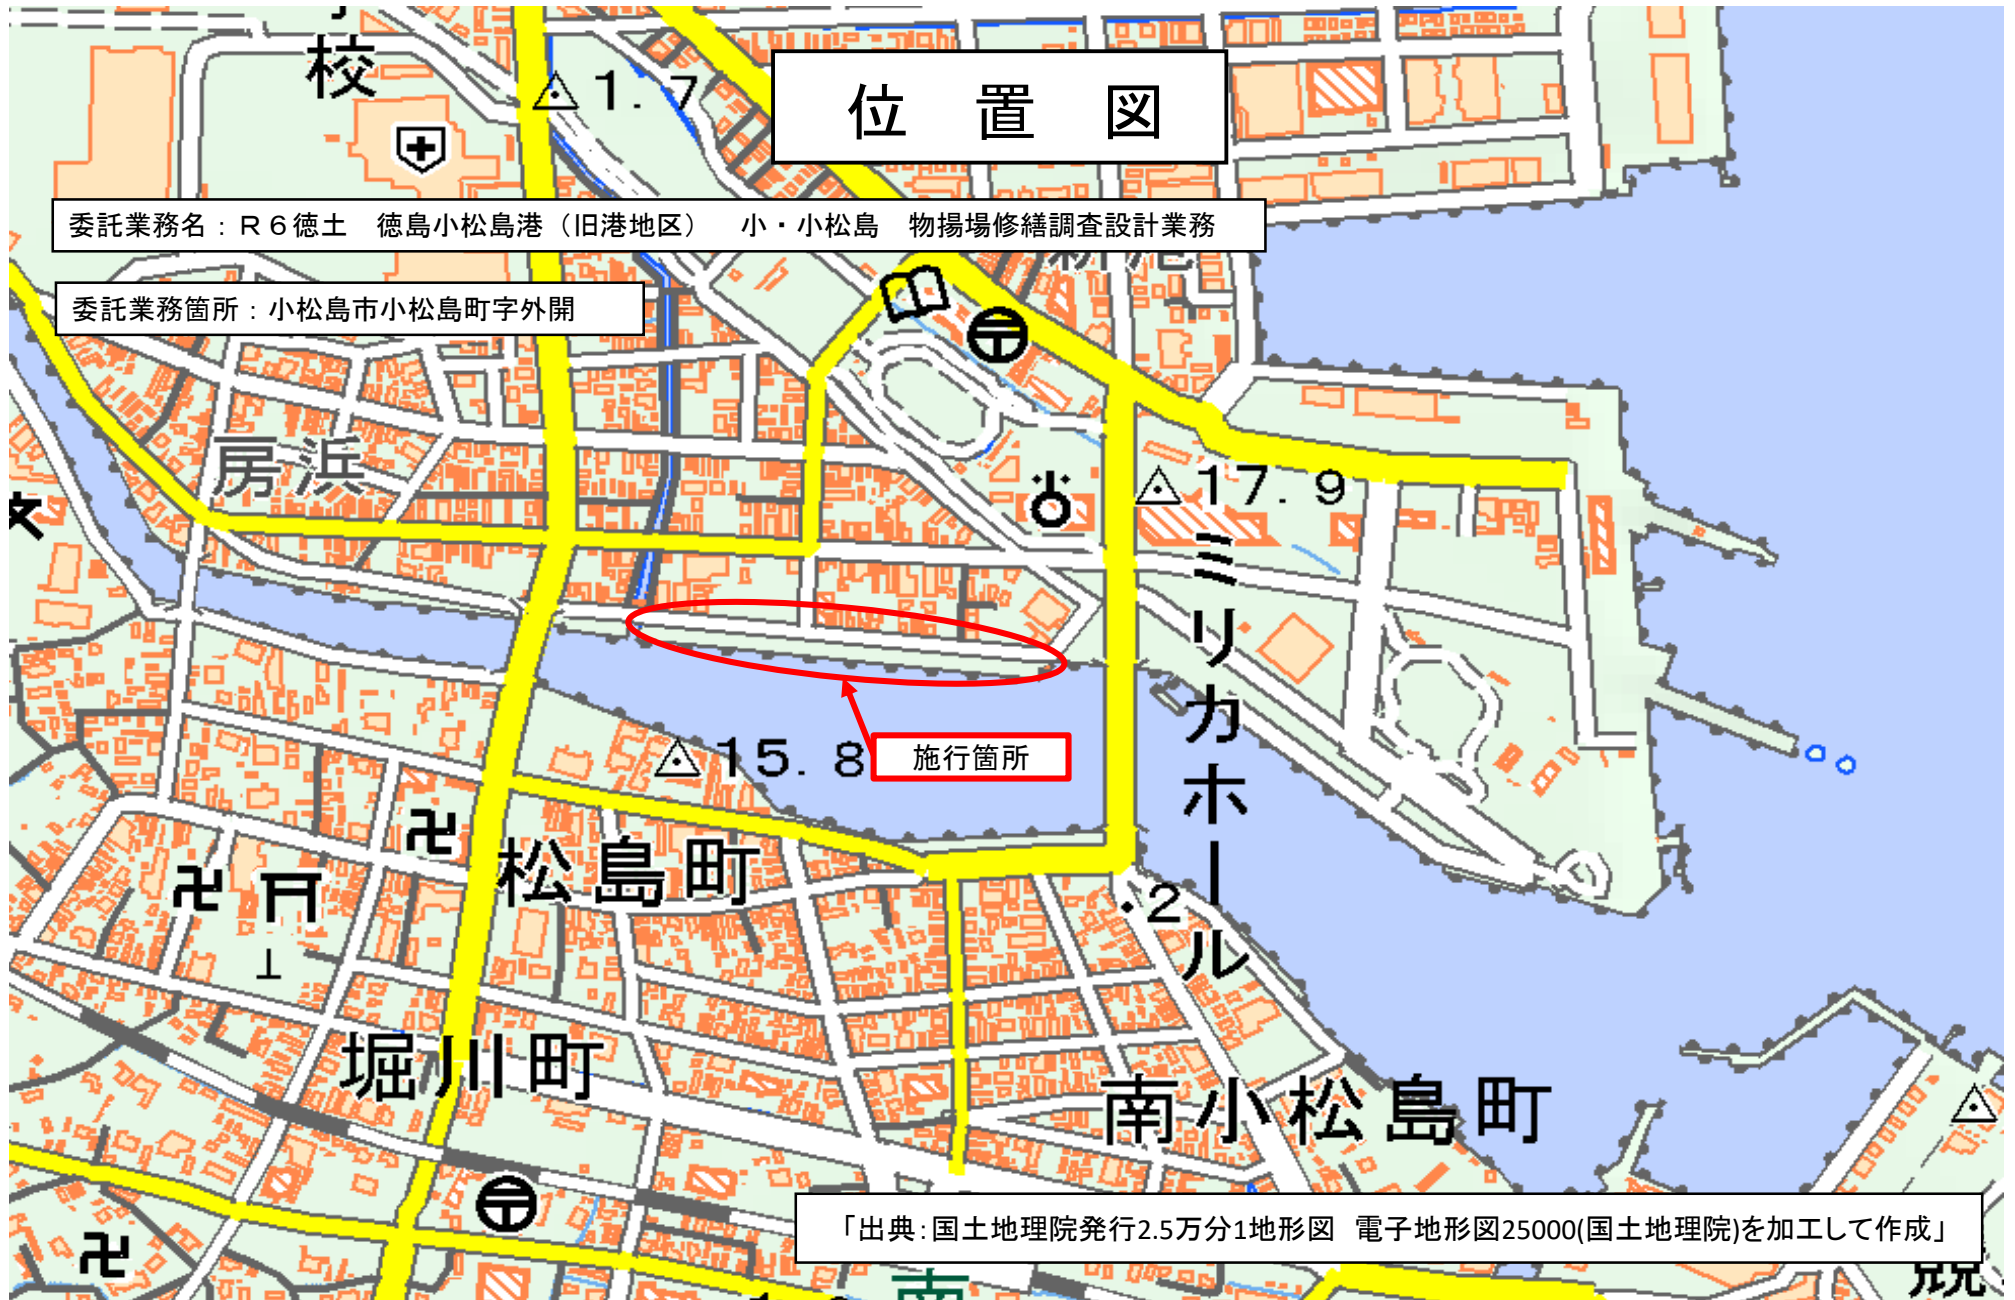 校
1. 7
位 置 図
委託業務名：Ｒ６徳土　徳島小松島港（旧港地区）　小・小松島　物揚場修繕調査設計業務
委託業務箇所：小松島市小松島町字外開
房浜
17. 9
ミリカホール
15. 8
施行箇所
松島町
2
堀川町
南小松島町
「出典：国土地理院発行2.5万分1地形図　電子地形図25000(国土地理院)を加工して作成」
南
競